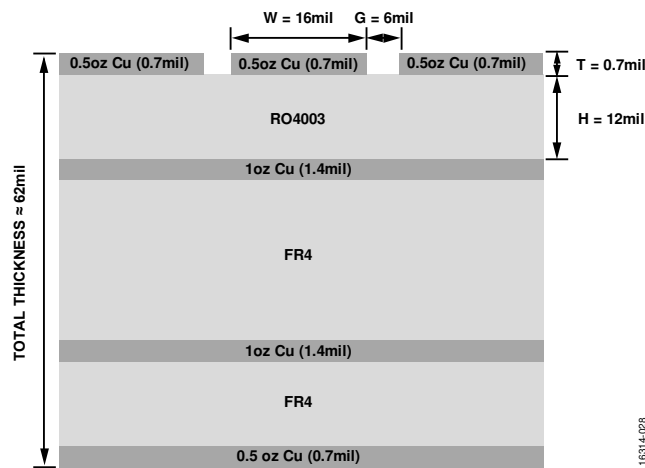 W = 16mil
G = 6mil
0.5oz Cu (0.7mil)
0.5oz Cu (0.7mil)
0.5oz Cu (0.7mil)
T = 0.7mil
RO4003
H = 12mil
1oz Cu (1.4mil)
TOTAL THICKNESS ≈ 62mil
FR4
1oz Cu (1.4mil)
FR4
0.5 oz Cu (0.7mil)
16314-028